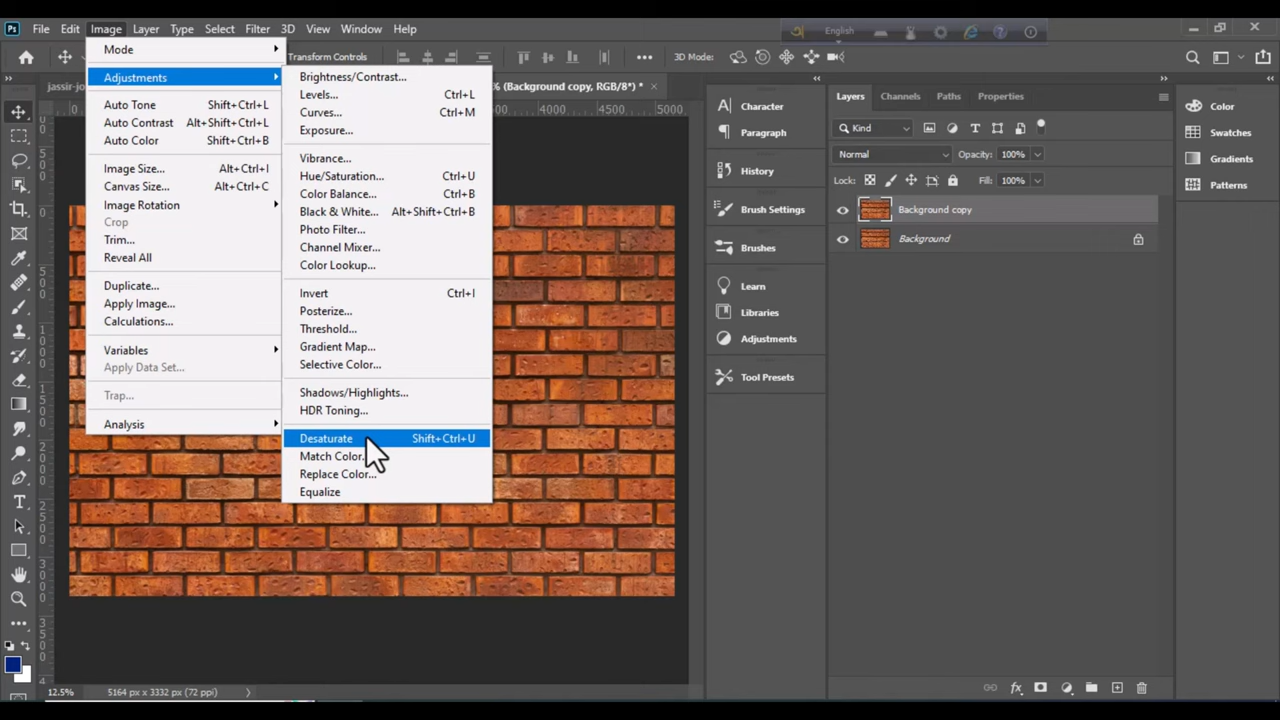 Ps File Edit Image Layer Type Select Filter 3D View Window Help
English
Transform Controls
3D Mode:
% (Background copy, RGB/8*) *
Mode
Adjustments
Auto Tone Shift+Ctrl+L
Auto Contrast Alt+Shift+Ctrl+L
Auto Color Shift+Ctrl+B
Image Size... Alt+Ctrl+I
Canvas Size... Alt+Ctrl+C
Image Rotation
Crop
Trim...
Reveal All
Duplicate...
Apply Image...
Calculations...
Variables
Apply Data Set...
Trap...
Analysis
Brightness/Contrast...
Levels... Ctrl+L
Curves... Ctrl+M
Exposure...
Vibrance...
Hue/Saturation... Ctrl+U
Color Balance... Ctrl+B
Black & White... Alt+Shift+Ctrl+B
Photo Filter...
Channel Mixer...
Color Lookup...
Invert Ctrl+I
Posterize...
Threshold...
Gradient Map...
Selective Color...
Shadows/Highlights...
HDR Toning...
Desaturate Shift+Ctrl+U
Match Color...
Replace Color...
Equalize
4000 4500 5000
Character
Paragraph
History
Brush Settings
Brushes
Learn
Libraries
Adjustments
Tool Presets
Layers Channels Paths Properties
Kind
Normal Opacity: 100%
Lock: Fill: 100%
Background copy
Background
Color
Swatches
Gradients
Patterns
12.5% 5164 px x 3332 px (72 ppi)